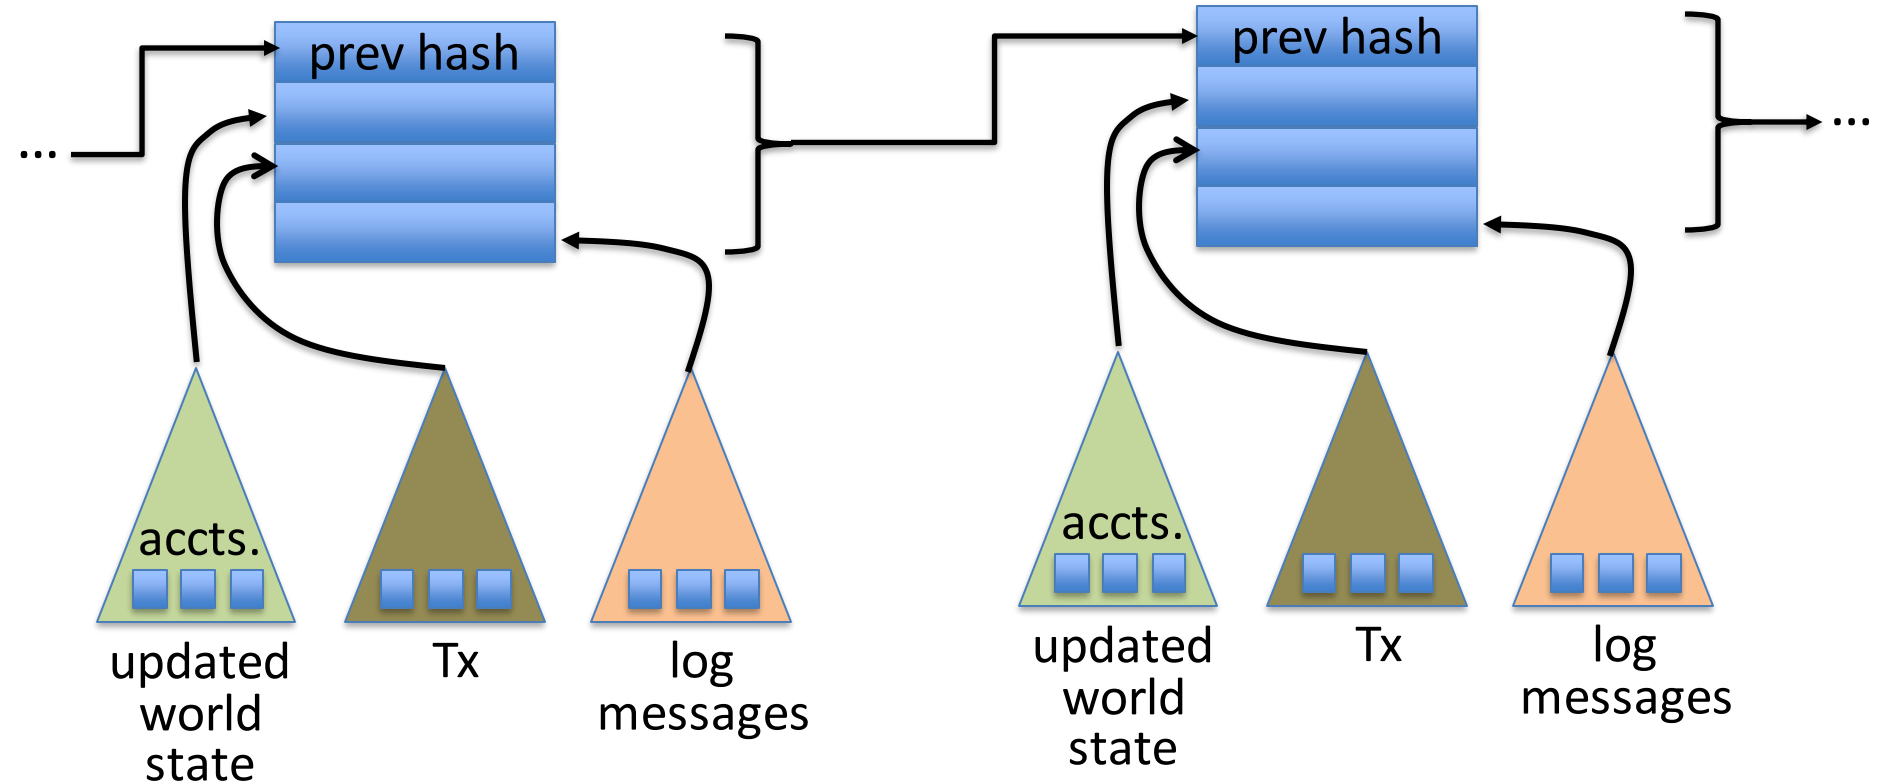 prev hash
prev hash
...
...
accts.
accts.
updated
world
state
Tx
log
messages
updated
world
state
Tx
log
messages